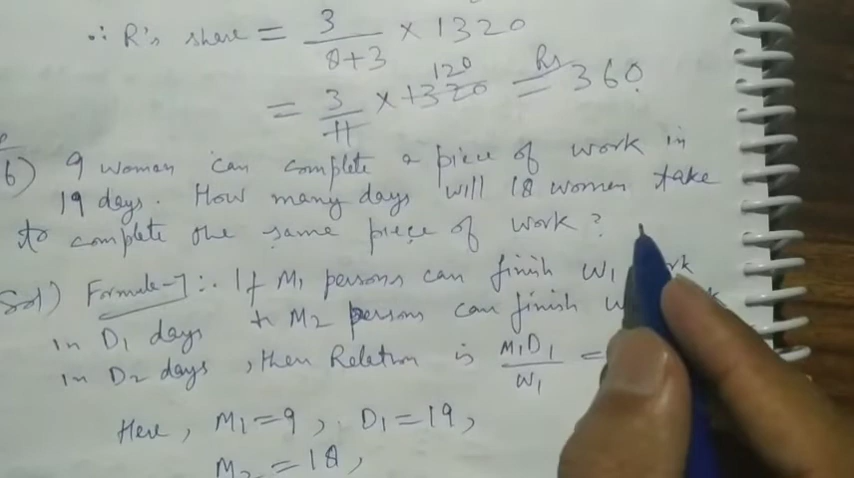 ∴ R's share = 3/(8+3) × 1320
= 3/11 × 1320 120 = Rs 360.
6) 9 woman can complete a piece of work in
19 days. How many days will 18 women take
to complete the same piece of work?
Sol) Formula-7:- If M1 persons can finish W1
in D1 days & M2 persons can finish
in D2 days, then Relation is M1D1/W1 =
Here, M1=9, D1=19,
M2=18,